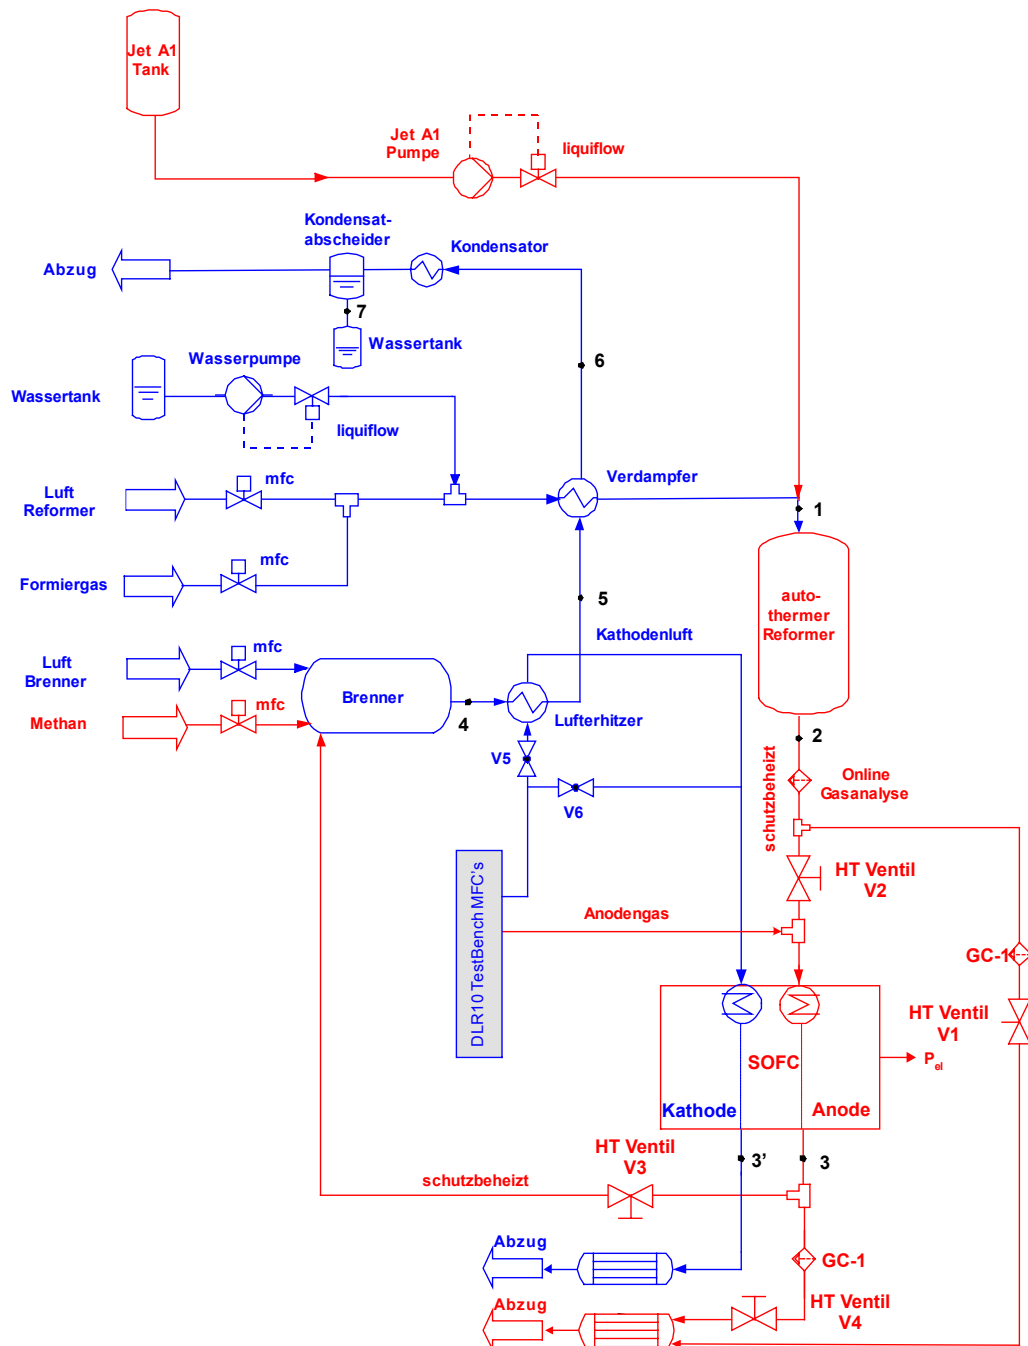 Jet A1
Tank
Jet A1
Pumpe
liquiflow
Kondensat-
abscheider
Kondensator
Abzug
7
Wassertank
6
Wasserpumpe
Wassertank
liquiflow
Luft
Reformer
mfc
Verdampfer
1
Formiergas
mfc
5
auto-
thermer
Reformer
Kathodenluft
Luft
Brenner
mfc
Methan
mfc
Brenner
4
Lufterhitzer
2
V5
V6
schutzbeheizt
Online
Gasanalyse
HT Ventil
V2
DLR10 TestBench MFC's
Anodengas
GC-1
HT Ventil
V1
SOFC
Pel
Kathode
Anode
3'
3
HT Ventil
V3
schutzbeheizt
Abzug
GC-1
Abzug
HT Ventil
V4